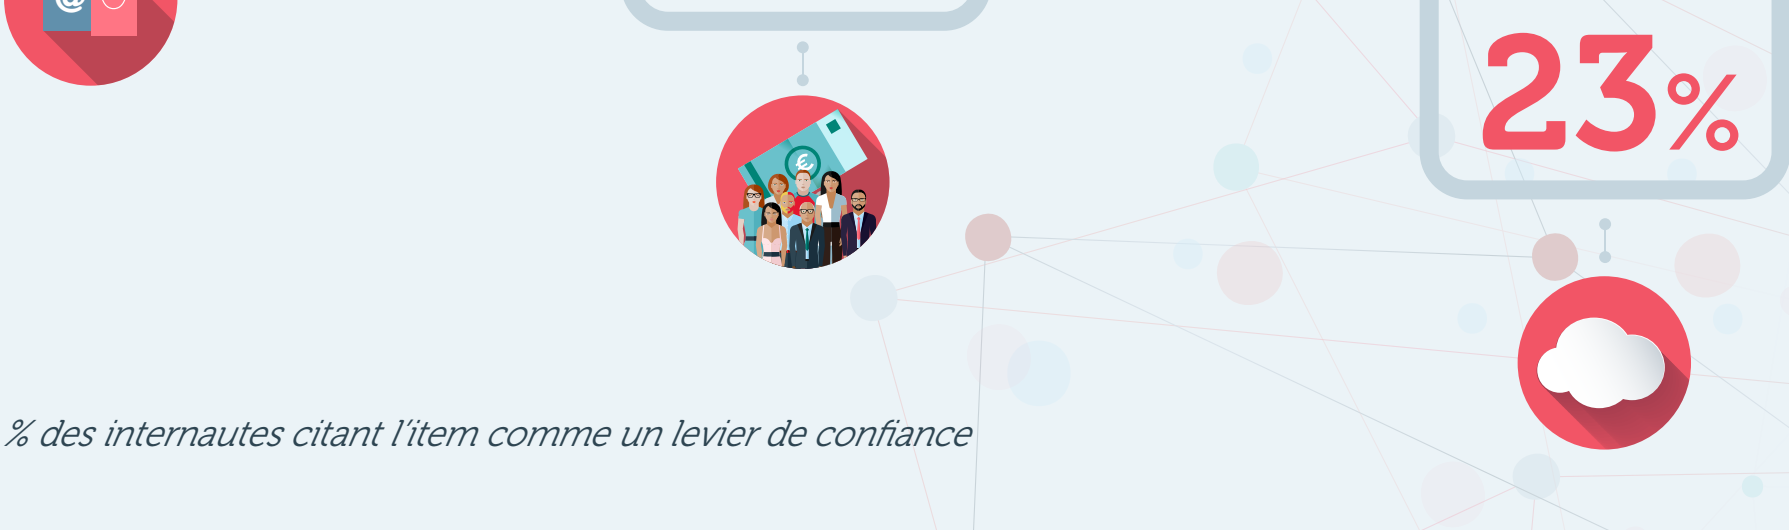 @
23%
€
% des internautes citant l'item comme un levier de confiance